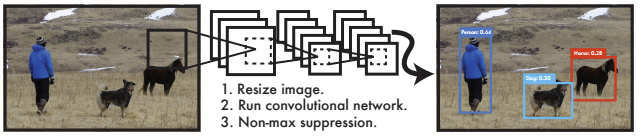 1. Resize image.
2. Run convolutional network.
3. Non-max suppression.
Person: 0.64
Horse: 0.28
Dog: 0.30